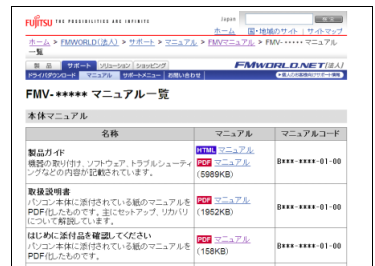 FUJITSU THE POSSIBILITIES ARE INFINITE Japan
ホーム 国・地域のサイト | サイトマップ
ホーム > FMWORLD(法人) > サポート > マニュアル > FMVマニュアル > FMV-***** マニュアル
一覧
製 品 サポート ソリューション ショッピング FMWORLD.NET[法人]
ドライバダウンロード マニュアル サポートメニュー お問い合わせ
FMV-***** マニュアル一覧
本体マニュアル
名称 マニュアル マニュアルコード
製品ガイド
機器の取り付け、ソフトウェア、トラブルシューティ
ングなどの内容が記載されています。
HTML マニュアル
PDF マニュアル
(5989KB)
B***-****-01-00
取扱説明書
パソコン本体に添付されている紙のマニュアルを
PDF化したものです。主にセットアップ、リカバリ
について解説しています。
PDF マニュアル
(1952KB)
B***-****-01-00
はじめに添付品を確認してください
パソコン本体に添付されている紙のマニュアルを
PDF化したものです。
PDF マニュアル
(158KB)
B***-****-01-00